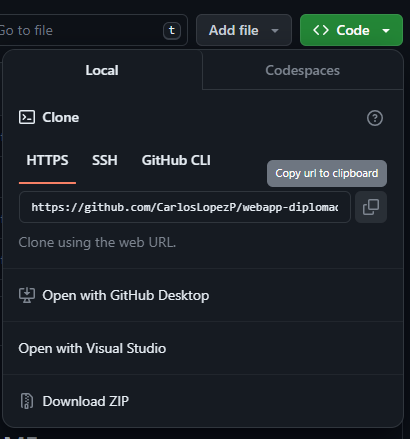 Go to file t Add file Code
Local Codespaces
Clone
HTTPS SSH GitHub CLI
Copy url to clipboard
https://github.com/CarlosLopezP/webapp-diplomac
Clone using the web URL.
Open with GitHub Desktop
Open with Visual Studio
Download ZIP